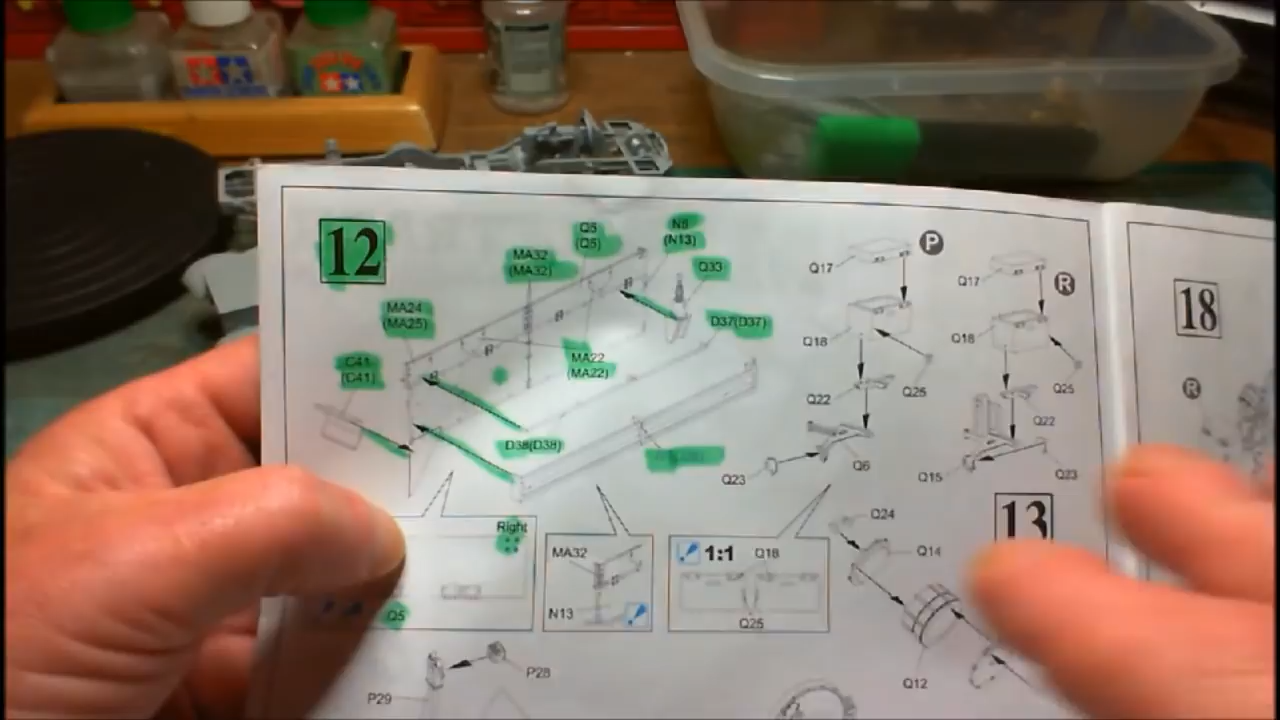 12
Q5
(Q5)
N9
(N13)
MA32
(MA32)
Q33
MA24
(MA25)
D37(D37)
C41
(C41)
MA22
(MA22)
D38(D38)
Right
Q5
MA32
N13
1:1
Q18
Q25
P
Q17
Q18
Q25
Q22
Q23
Q6
R
Q17
Q18
Q25
Q22
Q15
Q23
13
Q24
Q14
Q12
P28
P29
18
R